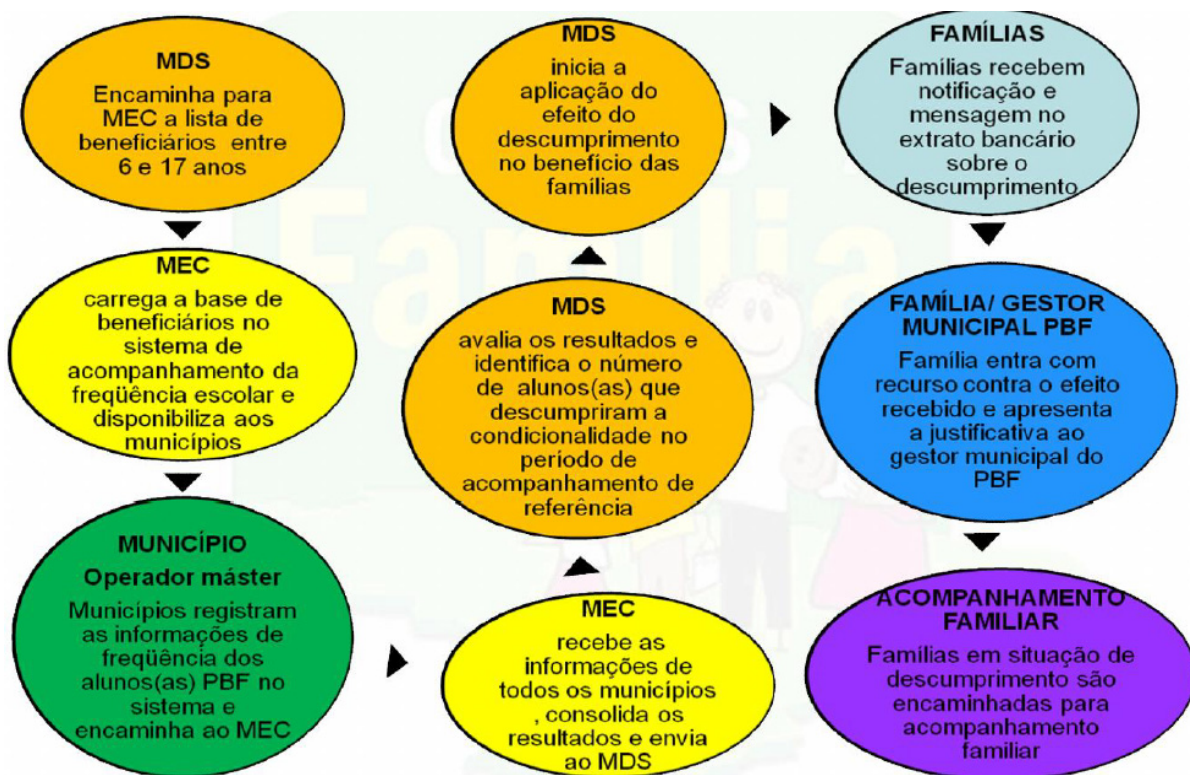 MDS
Encaminha para
MEC a lista de
beneficiários entre
6 e 17 anos
MEC
carrega a base de
beneficiários no
sistema de
acompanhamento da
freqüência escolar e
disponibiliza aos
municípios
MUNICÍPIO
Operador máster
Municípios registram
as informações de
freqüência dos
alunos(as) PBF no
sistema e
encaminha ao MEC
MEC
recebe as
informações de
todos os municípios
, consolida os
resultados e envia
ao MDS
MDS
avalia os resultados e
identifica o número
de alunos(as) que
descumpriram a
condicionalidade no
período de
acompanhamento de
referência
MDS
inicia a
aplicação do
efeito do
descumprimento
no benefício das
famílias
FAMÍLIAS
Famílias recebem
notificação e
mensagem no
extrato bancário
sobre o
descumprimento
FAMÍLIA/ GESTOR
MUNICIPAL PBF
Família entra com
recurso contra o efeito
recebido e apresenta
a justificativa ao
gestor municipal do
PBF
ACOMPANHAMENTO
FAMILIAR
Famílias em situação de
descumprimento são
encaminhadas para
acompanhamento
familiar
Família